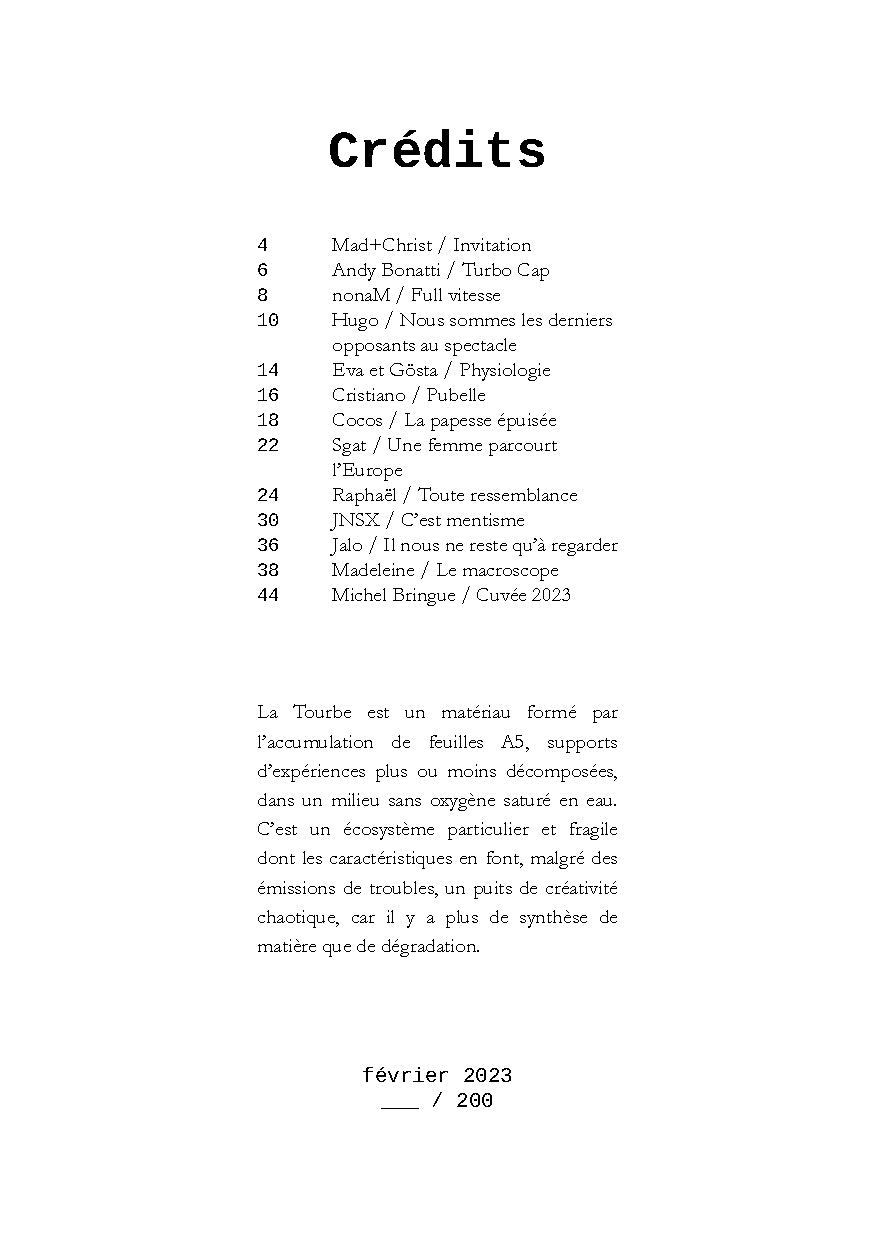 Crédits
4 Mad+Christ / Invitation
6 Andy Bonatti / Turbo Cap
8 nonaM / Full vitesse
10 Hugo / Nous sommes les derniers
opposants au spectacle
14 Eva et Gösta / Physiologie
16 Cristiano / Pubelle
18 Cocos / La papesse épuisée
22 Sgat / Une femme parcourt
l'Europe
24 Raphaël / Toute ressemblance
30 JNSX / C'est mentisme
36 Jalo / Il nous ne reste qu'à regarder
38 Madeleine / Le macroscope
44 Michel Bringue / Cuvée 2023
La Tourbe est un matériau formé par
l'accumulation de feuilles A5, supports
d'expériences plus ou moins décomposées,
dans un milieu sans oxygène saturé en eau.
C'est un écosystème particulier et fragile
dont les caractéristiques en font, malgré des
émissions de troubles, un puits de créativité
chaotique, car il y a plus de synthèse de
matière que de dégradation.
février 2023
___ / 200